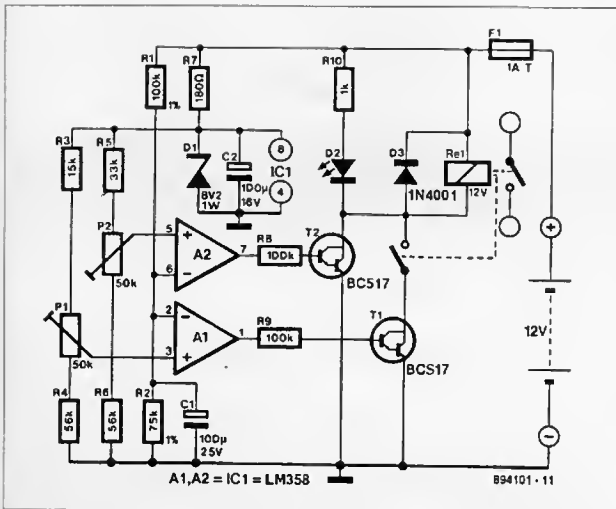 F1
1A T
R1
100k
1%
R7
180Ω
R10
1k
R3
15k
R5
33k
D1
8V2
1W
C2
100µ
16V
8
IC1
4
D2
D3
1N4001
Re1
12V
P2
50k
5
+
6
−
A2
7
R8
100k
T2
BC517
P1
50k
2
−
3
+
A1
1
R9
100k
T1
BC517
+
12V
−
R4
56k
R6
56k
R2
75k
1%
C1
100µ
25V
A1,A2 = IC1 = LM358
894101 - 11